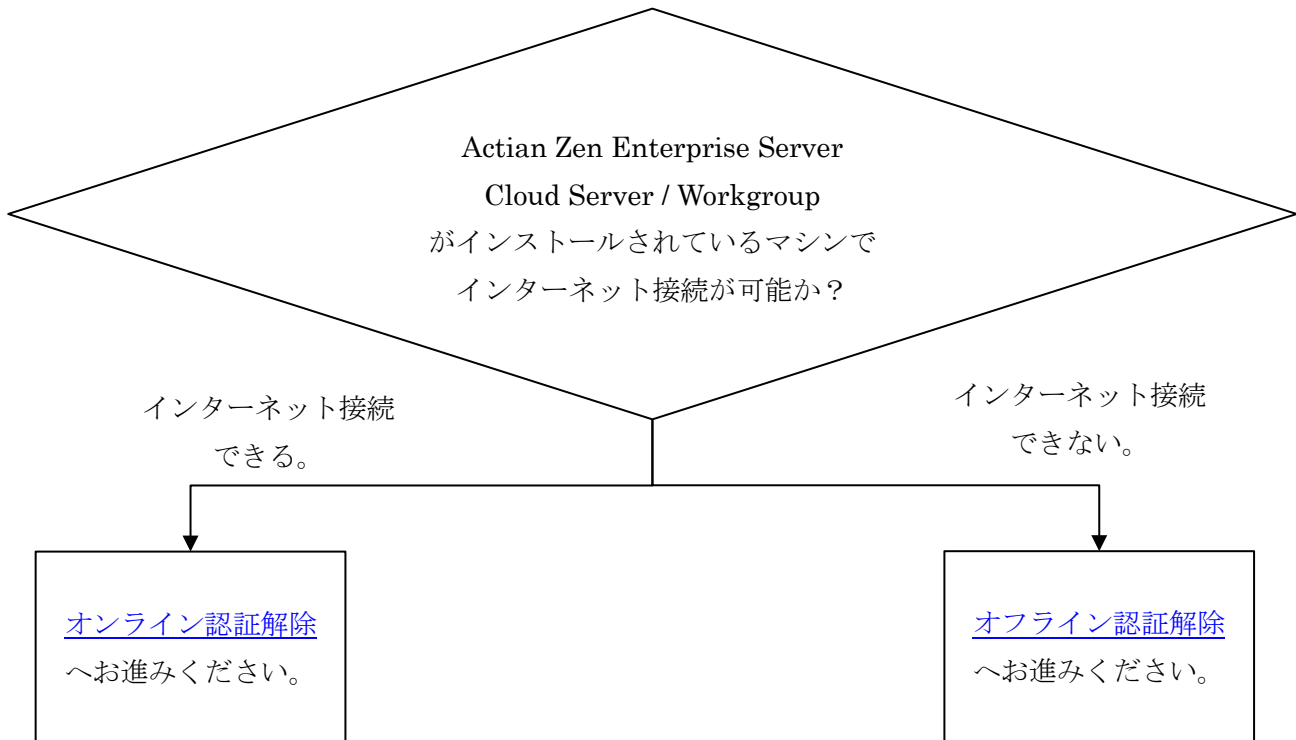 Actian Zen Enterprise Server
Cloud Server / Workgroup
がインストールされているマシンで
インターネット接続が可能か？
インターネット接続
できる。
インターネット接続
できない。
オンライン認証解除
へお進みください。
オフライン認証解除
へお進みください。